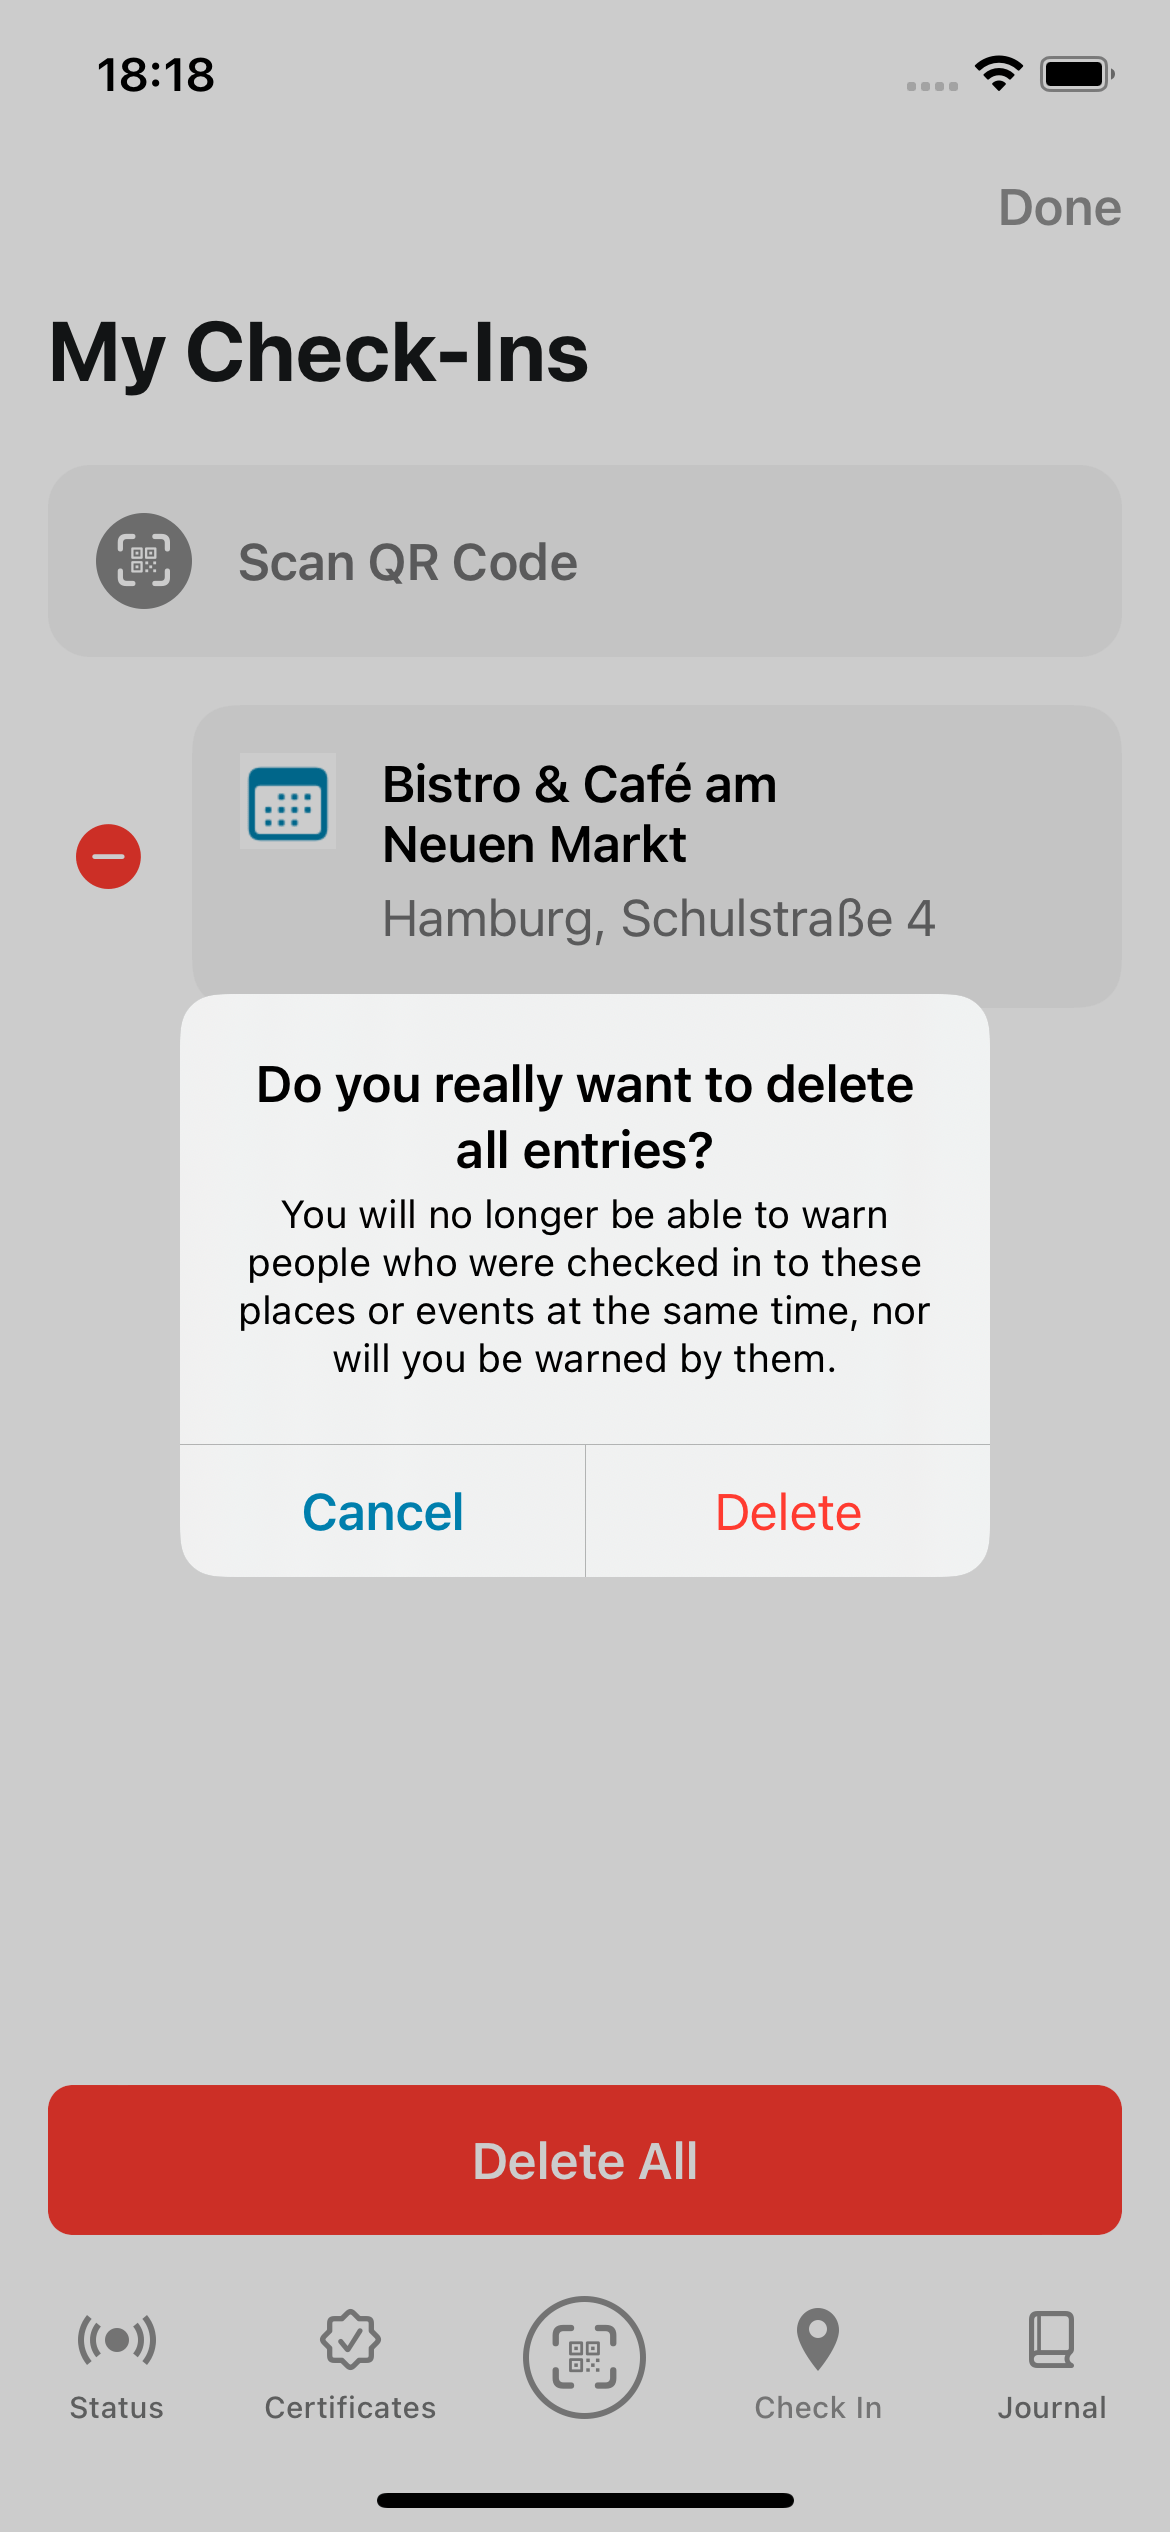 18:18
Done
My Check-Ins
Scan QR Code
Bistro & Café am
Neuen Markt
Hamburg, Schulstraße 4
Do you really want to delete
all entries?
You will no longer be able to warn
people who were checked in to these
places or events at the same time, nor
will you be warned by them.
Cancel
Delete
Delete All
Status
Certificates
Check In
Journal